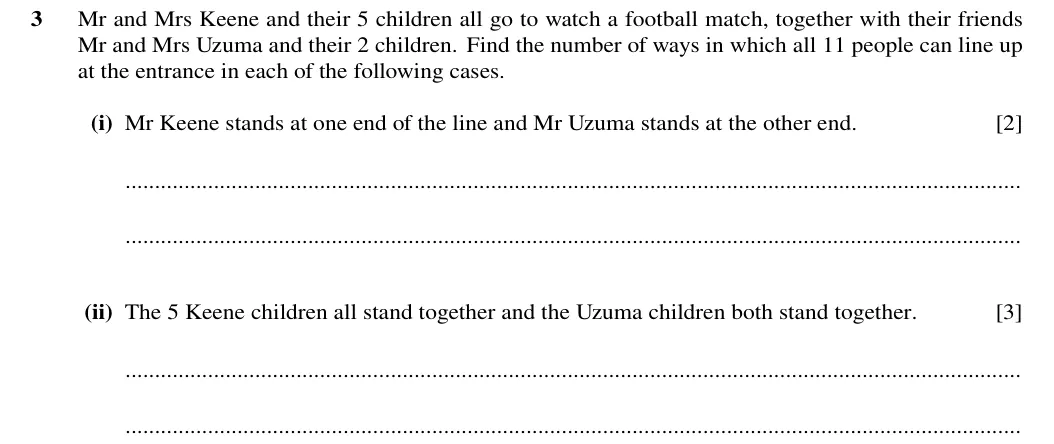 3 Mr and Mrs Keene and their 5 children all go to watch a football match, together with their friends
Mr and Mrs Uzuma and their 2 children. Find the number of ways in which all 11 people can line up
at the entrance in each of the following cases.
(i) Mr Keene stands at one end of the line and Mr Uzuma stands at the other end. [2]
(ii) The 5 Keene children all stand together and the Uzuma children both stand together. [3]